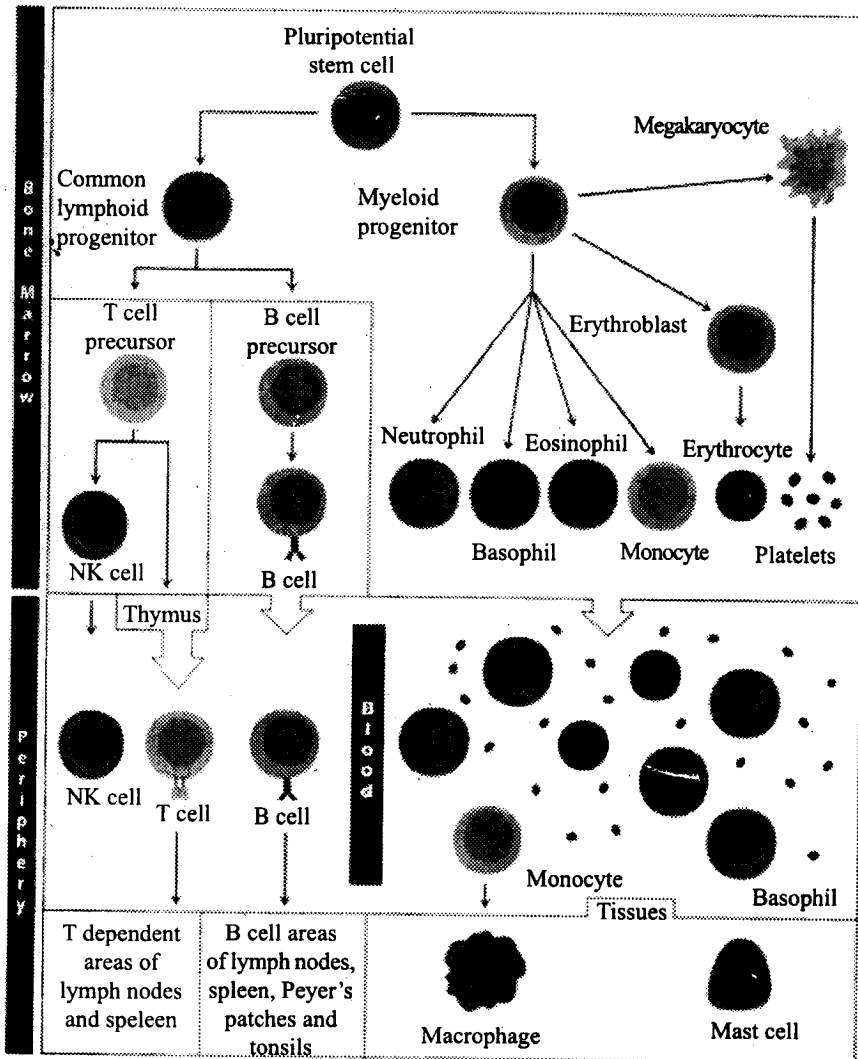 Pluripotential
stem cell
Megakaryocyte
Common
lymphoid
progenitor
Myeloid
progenitor
Bone Marrow
T cell
precursor
B cell
precursor
Erythroblast
Neutrophil
Eosinophil
Erythrocyte
Basophil
Monocyte
Platelets
NK cell
B cell
Thymus
Blood
Periphery
NK cell
T cell
B cell
Monocyte
Basophil
Tissues
T dependent
areas of
lymph nodes
and speleen
B cell areas
of lymph nodes,
spleen, Peyer's
patches and
tonsils
Macrophage
Mast cell